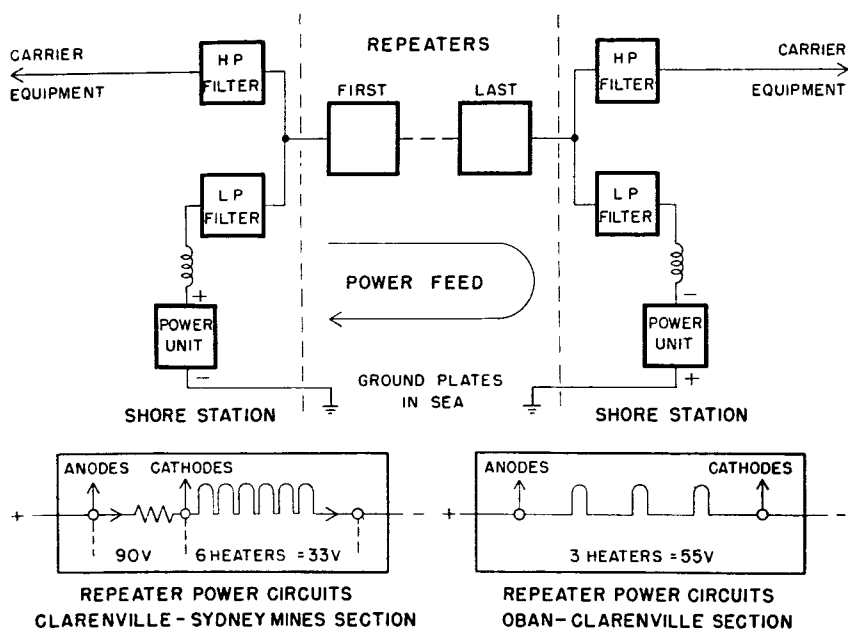 REPEATERS
CARRIER
EQUIPMENT
HP
FILTER
FIRST
LAST
HP
FILTER
CARRIER
EQUIPMENT
LP
FILTER
LP
FILTER
POWER FEED
+
POWER
UNIT
−
−
POWER
UNIT
+
GROUND PLATES
IN SEA
SHORE STATION
SHORE STATION
ANODES CATHODES
+ −
90V 6 HEATERS = 33V
REPEATER POWER CIRCUITS
CLARENVILLE – SYDNEY MINES SECTION
ANODES CATHODES
+ −
3 HEATERS = 55V
REPEATER POWER CIRCUITS
OBAN – CLARENVILLE SECTION